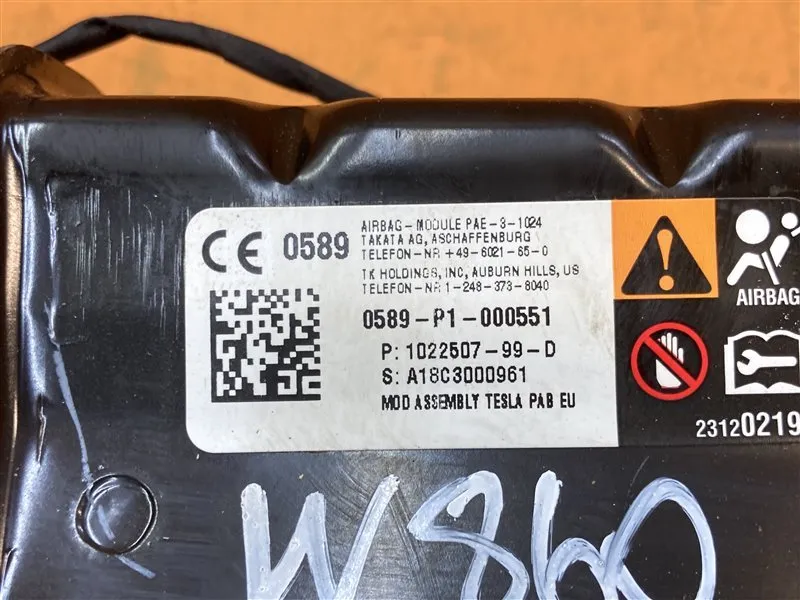 CE 0589
AIRBAG-MODULE PAE-3-1024
TAKATA AG, ASCHAFFENBURG
TELEFON-NR +49-6021-65-0
TK HOLDINGS, INC, AUBURN HILLS, US
TELEFON-NR 1-248-373-8040
0589-P1-000551
P: 1022507-99-D
S: A18C3000961
MOD ASSEMBLY TESLA PAB EU
AIRBAG
23120219
W860